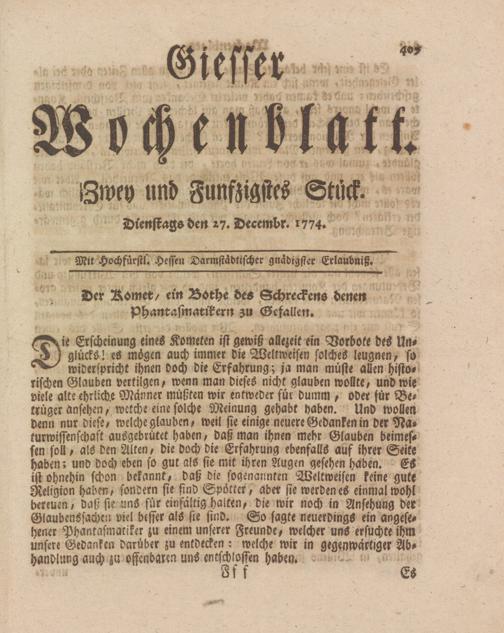 409
Giesser
Wochenblatt.
Zwey und Funfzigstes Stück.
Dienstags den 27. Decembr. 1774.
Mit Hochfürstl. Hessen Darmstädtischer gnädigster Erlaubniß.
Der Komet, ein Bothe des Schreckens denen
Phantasmatikern zu Gefallen.
Die Erscheinung eines Kometen ist gewiß allezeit ein Vorbote des Un-
glücks! es mögen auch immer die Weltweisen solches leugnen, so
widerspricht ihnen doch die Erfahrung; ja man müste allen histo-
rischen Glauben vertilgen, wenn man dieses nicht glauben wollte, und wie
viele alte ehrliche Männer müßten wir entweder für dumm, oder für Be-
trüger ansehen, welche eine solche Meinung gehabt haben. Und wollen
denn nur diese, welche glauben, weil sie einige neuere Gedanken in der Na-
turwissenschaft ausgebrütet haben, daß man ihnen mehr Glauben beimes-
sen soll, als den Alten, die doch die Erfahrung ebenfalls auf ihrer Seite
haben; und doch eben so gut als sie mit ihren Augen gesehen haben. Es
ist ohnehin schon bekannt, daß die sogenannten Weltweisen keine gute
Religion haben, sondern sie sind Spötter, aber sie werden es einmal wohl
bereuen, daß sie uns für einfältig halten, die wir noch in Ansehung der
Glaubenssachen viel besser als sie sind. So sagte neuerdings ein angese-
hener Phantasmatiker zu einem unserer Freunde, welcher uns ersuchte ihm
unsere Gedanken darüber zu entdecken: welche wir in gegenwärtiger Ab-
handlung auch zu offenbaren uns entschlossen haben.
Fff Es